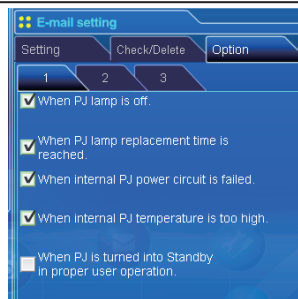 E-mail setting
Setting Check/Delete Option
1 2 3
When PJ lamp is off.
When PJ lamp replacement time is
reached.
When internal PJ power circuit is failed.
When internal PJ temperature is too high.
When PJ is turned into Standby
in proper user operation.